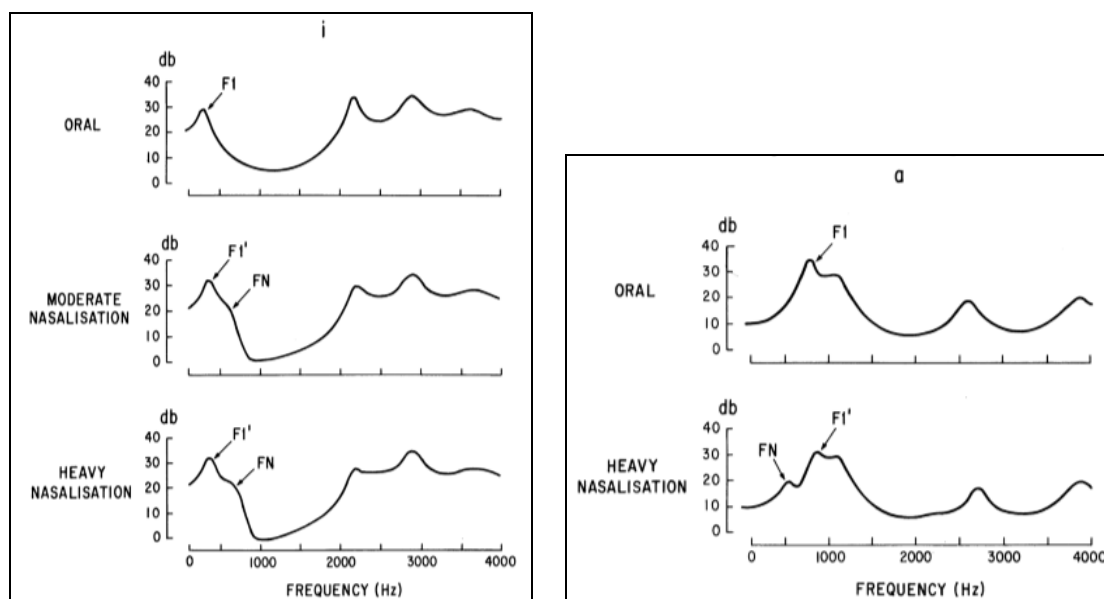 i
db
40
30
20
10
0
F1
ORAL
db
40
30
20
10
0
F1'
FN
MODERATE
NASALISATION
db
40
30
20
10
0
F1'
FN
HEAVY
NASALISATION
0 1000 2000 3000 4000
FREQUENCY (Hz)
a
db
40
30
20
10
0
F1
ORAL
db
40
30
20
10
0
FN
F1'
HEAVY
NASALISATION
0 1000 2000 3000 4000
FREQUENCY (Hz)